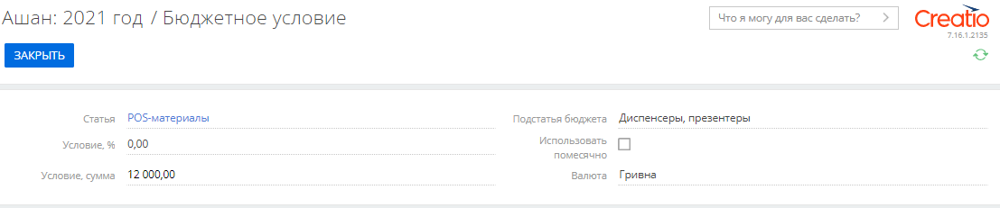 Ашан: 2021 год / Бюджетное условие
Что я могу для вас сделать?
Creatio
7.16.1.2135
ЗАКРЫТЬ
Статья POS-материалы
Подстатья бюджета Диспенсеры, презентеры
Условие, % 0,00
Использовать
помесячно
Условие, сумма 12 000,00
Валюта Гривна